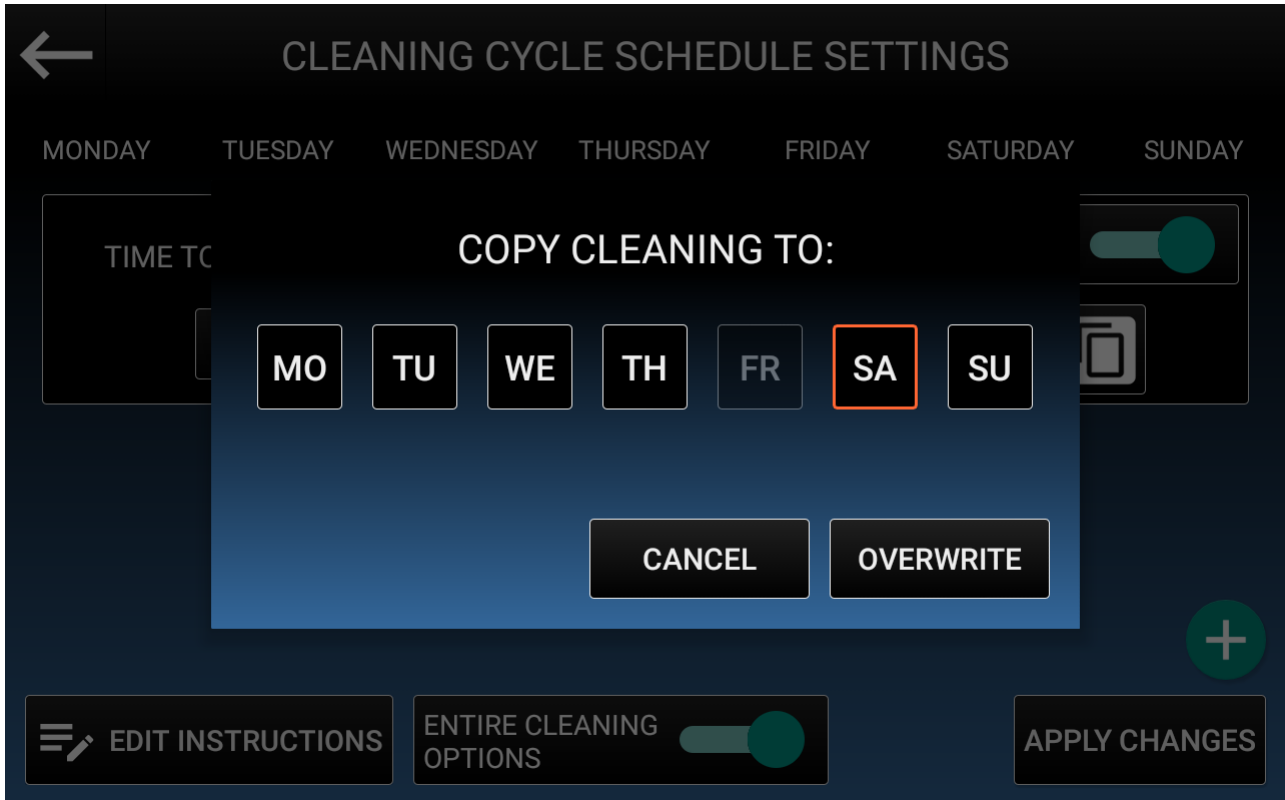 CLEANING CYCLE SCHEDULE SETTINGS
MONDAY TUESDAY WEDNESDAY THURSDAY FRIDAY SATURDAY SUNDAY
TIME TO
COPY CLEANING TO:
MO TU WE TH FR SA SU
CANCEL OVERWRITE
EDIT INSTRUCTIONS
ENTIRE CLEANING
OPTIONS
APPLY CHANGES